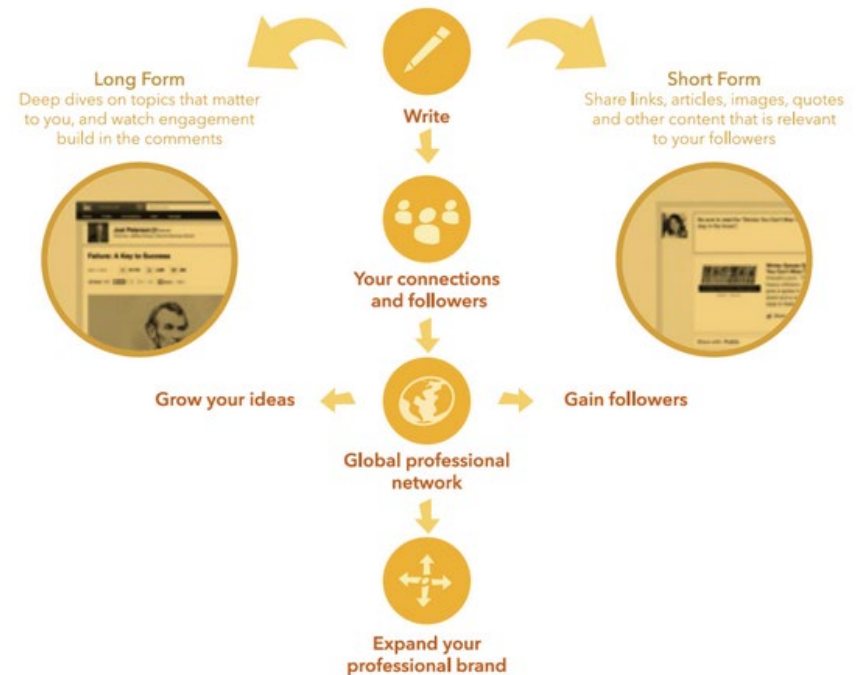 Long Form
Deep dives on topics that matter
to you, and watch engagement
build in the comments
Write
Short Form
Share links, articles, images, quotes
and other content that is relevant
to your followers
Joel Peterson
Failure: A Key to Success
Your connections
and followers
Grow your ideas
Gain followers
Global professional
network
Expand your
professional brand